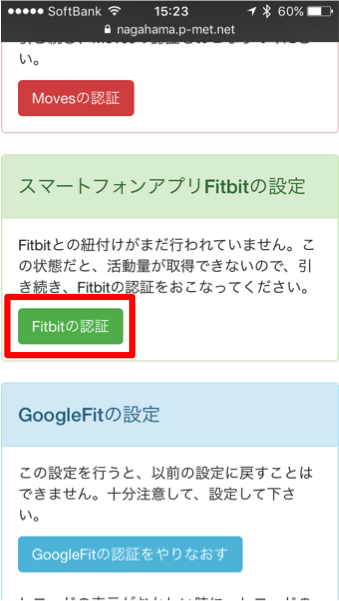 SoftBank 15:23 60%
nagahama.p-met.net
い。
Movesの認証
スマートフォンアプリFitbitの設定
Fitbitとの紐付けがまだ行われていません。こ
の状態だと、活動量が取得できないので、引
き続き、Fitbitの認証をおこなってください。
Fitbitの認証
GoogleFitの設定
この設定を行うと、以前の設定に戻すことは
できません。十分注意して、設定して下さ
い。
GoogleFitの認証をやりなおす